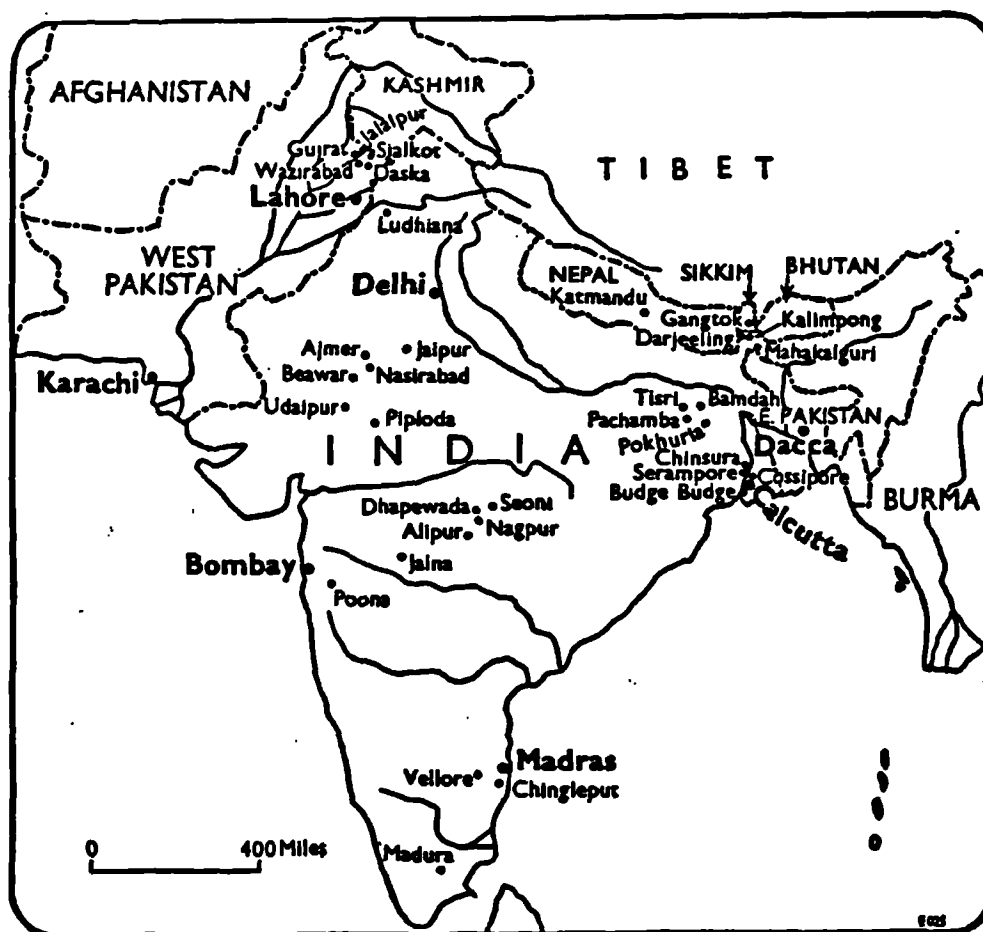 AFGHANISTAN
KASHMIR
Jalalpur
Gujrat
Sialkot
Wazirabad
Daska
Lahore
TIBET
Ludhiana
WEST
PAKISTAN
NEPAL
SIKKIM
BHUTAN
Delhi
Katmandu
Gangtok
Kalimpong
Darjeeling
Mahakalguri
Ajmer
Jaipur
Karachi
Beawar
Nasirabad
Udaipur
Tisri
Bamdah
Piploda
Pachamba
E. PAKISTAN
Pokhuria
Dacca
INDIA
Chinsura
Serampore
Cossipore
Budge Budge
Calcutta
BURMA
Dhapewada
Seoni
Alipur
Nagpur
Bombay
Jalna
Poona
Madras
Vellore
Chingleput
0 400 Miles
Madura